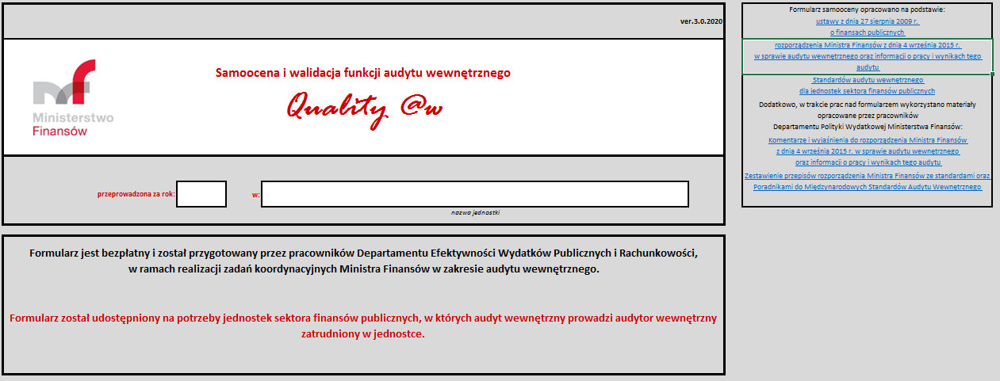 ver.3.0.2020
Ministerstwo
Finansów
Samoocena i walidacja funkcji audytu wewnętrznego
Quality @w
przeprowadzona za rok:
w:
nazwa jednostki
Formularz jest bezpłatny i został przygotowany przez pracowników Departamentu Efektywności Wydatków Publicznych i Rachunkowości,
w ramach realizacji zadań koordynacyjnych Ministra Finansów w zakresie audytu wewnętrznego.
Formularz został udostępniony na potrzeby jednostek sektora finansów publicznych, w których audyt wewnętrzny prowadzi audytor wewnętrzny
zatrudniony w jednostce.
Formularz samooceny opracowano na podstawie:
ustawy z dnia 27 sierpnia 2009 r.
o finansach publicznych
rozporządzenia Ministra Finansów z dnia 4 września 2015 r.
w sprawie audytu wewnętrznego oraz informacji o pracy i wynikach tego
audytu
Standardów audytu wewnętrznego
dla jednostek sektora finansów publicznych
Dodatkowo, w trakcie prac nad formularzem wykorzystano materiały
opracowane przez pracowników
Departamentu Polityki Wydatkowej Ministerstwa Finansów:
Komentarze i wyjaśnienia do rozporządzenia Ministra Finansów
z dnia 4 września 2015 r. w sprawie audytu wewnętrznego
oraz informacji o pracy i wynikach tego audytu
Zestawienie przepisów rozporządzenia Ministra Finansów ze standardami oraz
Poradnikami do Międzynarodowych Standardów Audytu Wewnętrznego